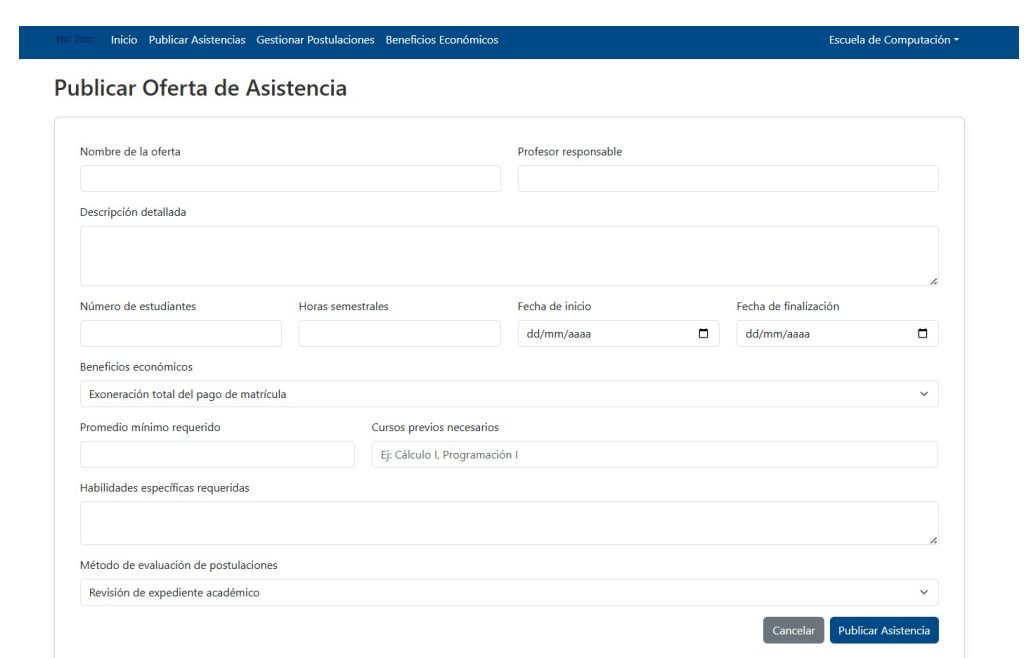 Inicio Publicar Asistencias Gestionar Postulaciones Beneficios Económicos Escuela de Computación
Publicar Oferta de Asistencia
Nombre de la oferta Profesor responsable
Descripción detallada
Número de estudiantes Horas semestrales Fecha de inicio Fecha de finalización
dd/mm/aaaa dd/mm/aaaa
Beneficios económicos
Exoneración total del pago de matrícula
Promedio mínimo requerido Cursos previos necesarios
Ej: Cálculo I, Programación I
Habilidades específicas requeridas
Método de evaluación de postulaciones
Revisión de expediente académico
Cancelar Publicar Asistencia